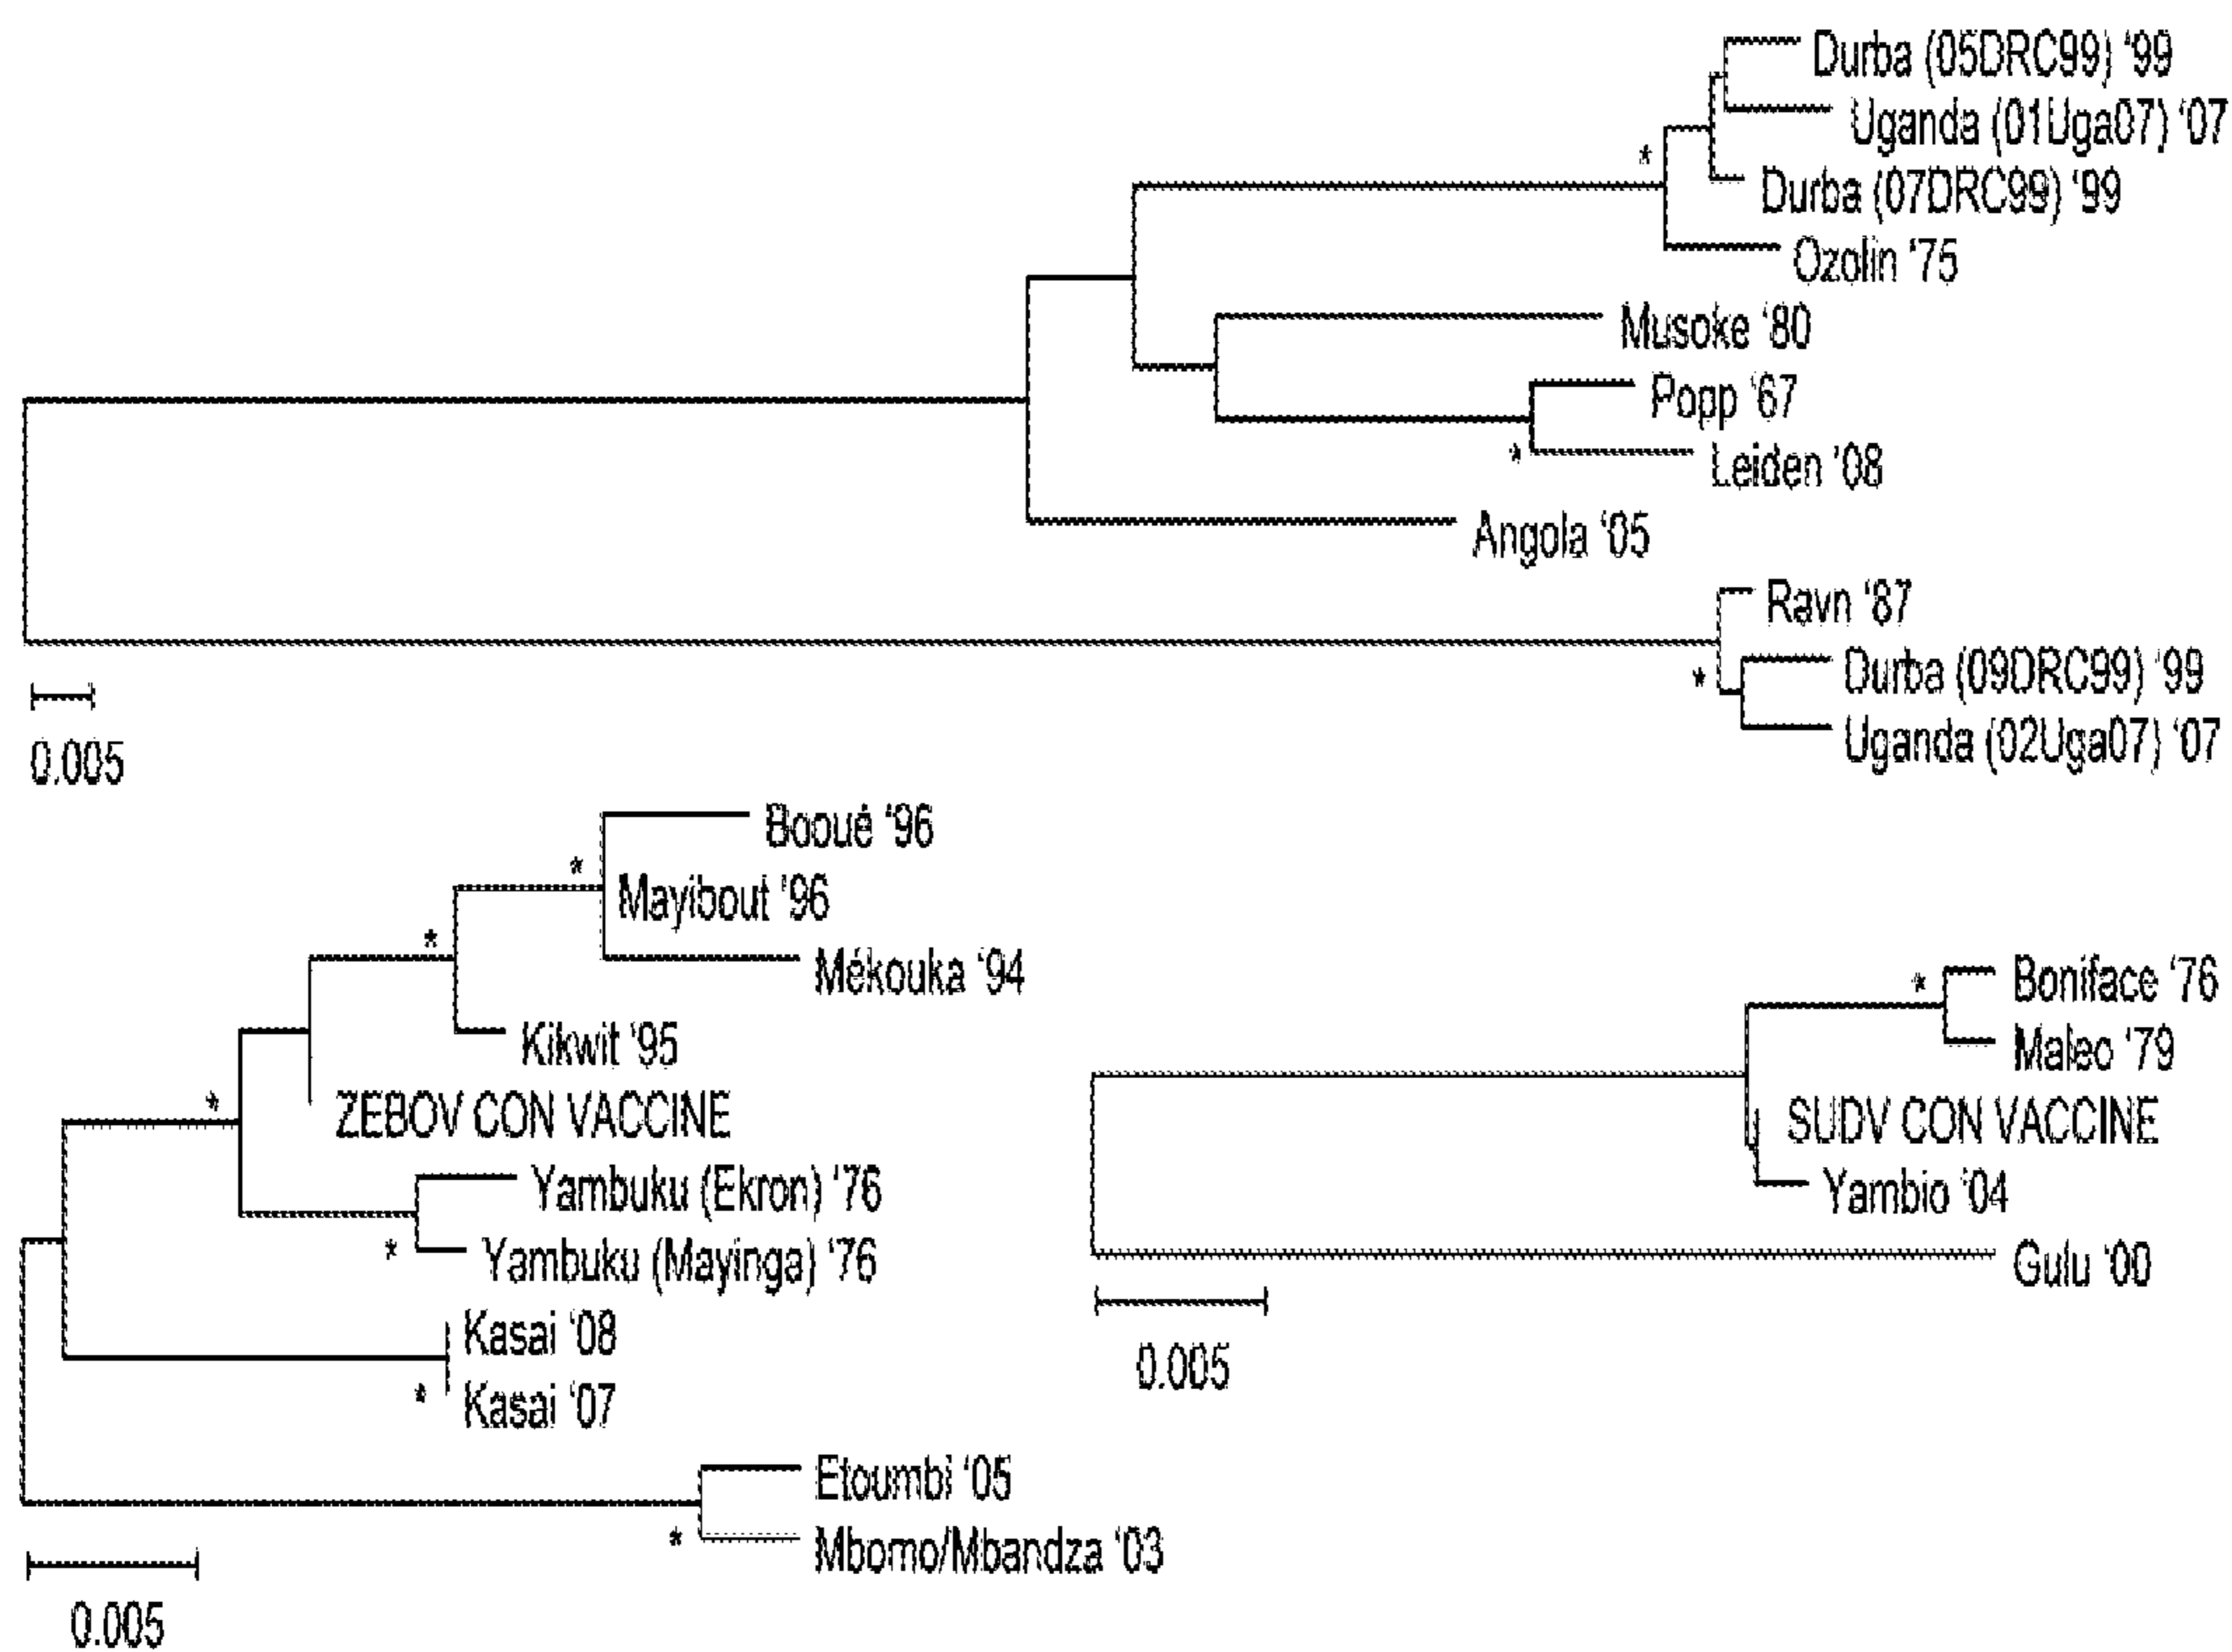 Durba (05DRC99) ‘99
Uganda (01Uga07) ‘07
*
Durba (07DRC99) ‘99
Ozolin ‘75
Musoke ‘80
Popp ‘67
*
Leiden ‘08
Angola ‘05
Ravn ‘87
*
Durba (09DRC99) ‘99
Uganda (02Uga07) ‘07
0.005
Booué ‘96
*
Mayibout ‘96
*
Mékouka ‘94
Kikwit ‘95
*
ZEBOV CON VACCINE
Yambuku (Ekron) ‘76
*
Yambuku (Mayinga) ‘76
Kasai ‘08
*
Kasai ‘07
Etoumbi ‘05
*
Mbomo/Mbandza ‘03
0.005
*
Boniface ‘76
Maleo ‘79
SUDV CON VACCINE
Yambio ‘04
Gulu ‘00
0.005